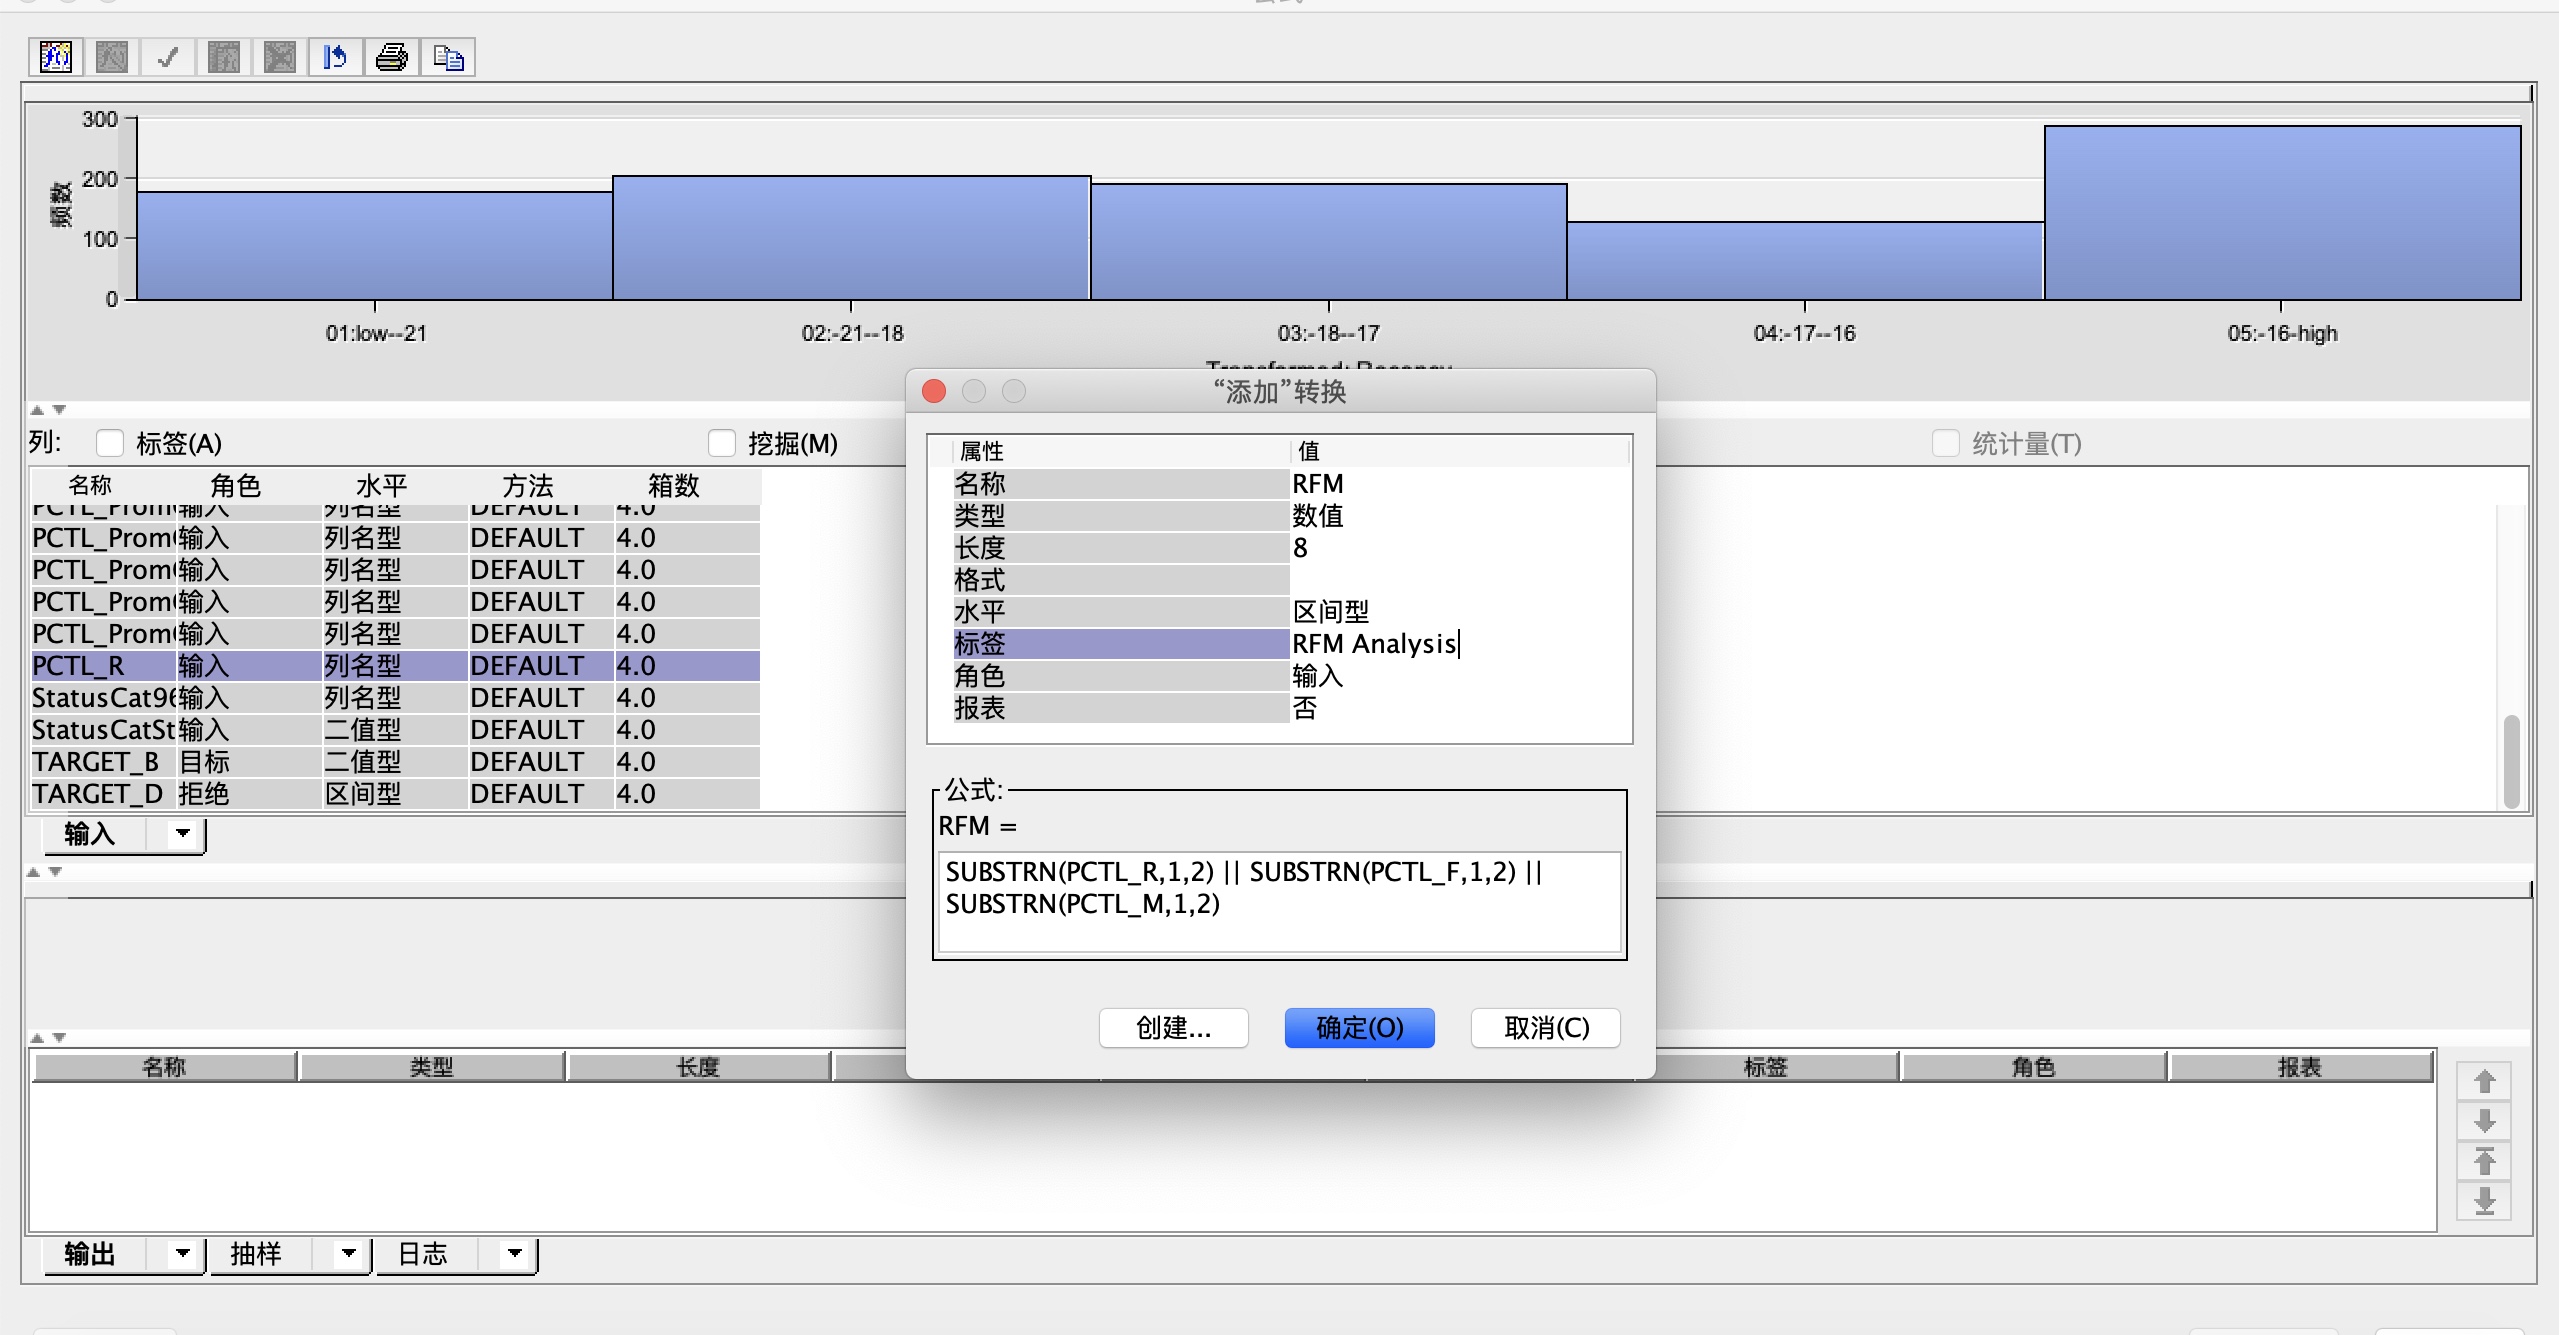 300
200
100
0
频数
01:low--21
02:-21--18
03:-18--17
04:-17--16
05:-16-high
Transformed: Recency
列:
标签(A)
挖掘(M)
统计量(T)
名称 角色 水平 方法 箱数
输入 列名型 DEFAULT 4.0
PCTL_Prom 输入 列名型 DEFAULT 4.0
PCTL_Prom 输入 列名型 DEFAULT 4.0
PCTL_Prom 输入 列名型 DEFAULT 4.0
PCTL_Prom 输入 列名型 DEFAULT 4.0
PCTL_R 输入 列名型 DEFAULT 4.0
StatusCat96 输入 列名型 DEFAULT 4.0
StatusCatSt 输入 二值型 DEFAULT 4.0
TARGET_B 目标 二值型 DEFAULT 4.0
TARGET_D 拒绝 区间型 DEFAULT 4.0
输入
“添加”转换
属性 值
名称 RFM
类型 数值
长度 8
格式
水平 区间型
标签 RFM Analysis
角色 输入
报表 否
公式:
RFM =
SUBSTRN(PCTL_R,1,2) || SUBSTRN(PCTL_F,1,2) ||
SUBSTRN(PCTL_M,1,2)
创建... 确定(O) 取消(C)
名称 类型 长度 标签 角色 报表
输出 抽样 日志